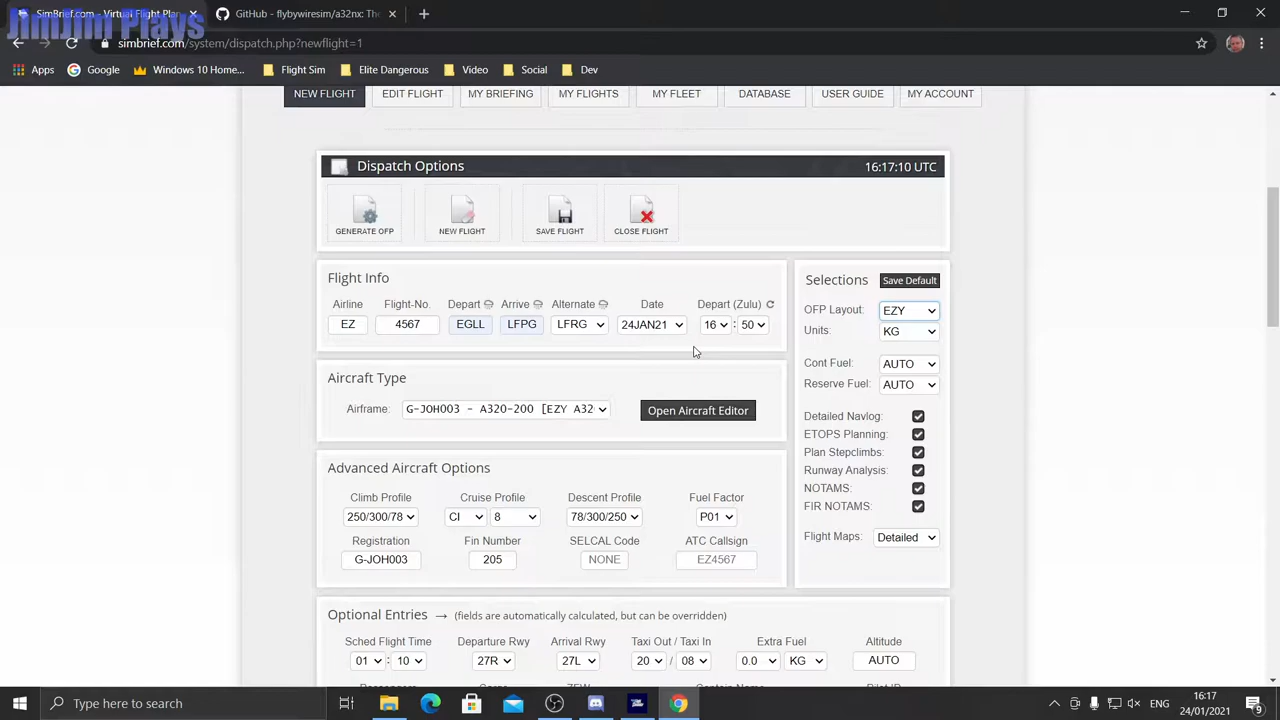 SimBrief.com - Virtual Flight Plan
GitHub - flybywiresim/a32nx: The
JimJim Plays
simbrief.com/system/dispatch.php?newflight=1
Apps
Google
Windows 10 Home...
Flight Sim
Elite Dangerous
Video
Social
Dev
NEW FLIGHT
EDIT FLIGHT
MY BRIEFING
MY FLIGHTS
MY FLEET
DATABASE
USER GUIDE
MY ACCOUNT
Dispatch Options
16:17:10 UTC
GENERATE OFP
NEW FLIGHT
SAVE FLIGHT
CLOSE FLIGHT
Flight Info
Airline Flight-No. Depart Arrive Alternate Date Depart (Zulu)
EZ 4567 EGLL LFPG LFRG 24JAN21 16 : 50
Aircraft Type
Airframe: G-JOH003 - A320-200 [EZY A32 Open Aircraft Editor
Advanced Aircraft Options
Climb Profile Cruise Profile Descent Profile Fuel Factor
250/300/78 CI 8 78/300/250 P01
Registration Fin Number SELCAL Code ATC Callsign
G-JOH003 205 NONE EZ4567
Selections Save Default
OFP Layout: EZY
Units: KG
Cont Fuel: AUTO
Reserve Fuel: AUTO
Detailed Navlog:
ETOPS Planning:
Plan Stepclimbs:
Runway Analysis:
NOTAMS:
FIR NOTAMS:
Flight Maps: Detailed
Optional Entries → (fields are automatically calculated, but can be overridden)
Sched Flight Time Departure Rwy Arrival Rwy Taxi Out / Taxi In Extra Fuel Altitude
01 : 10 27R 27L 20 / 08 0.0 KG AUTO
Type here to search
ENG
16:17
24/01/2021
9